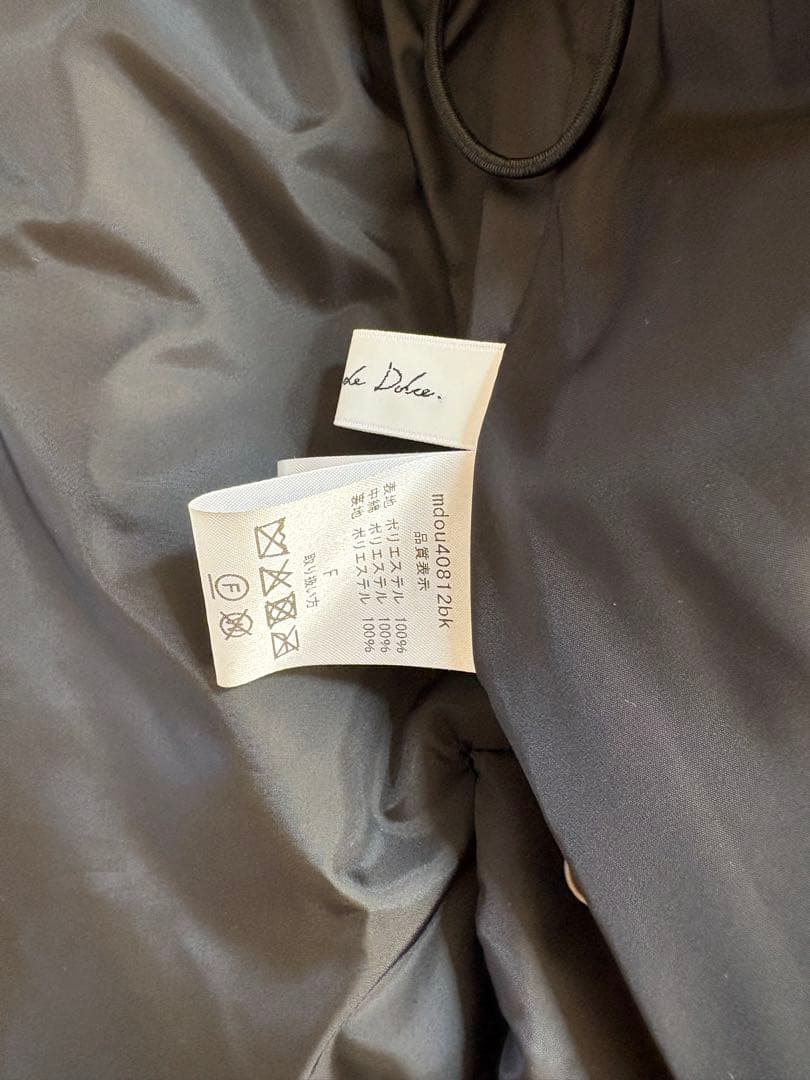 de Dolce.
mdou40812bk
品質表示
表地 ポリエステル 100%
中綿 ポリエステル 100%
裏地 ポリエステル 100%
F
取り扱い方
F